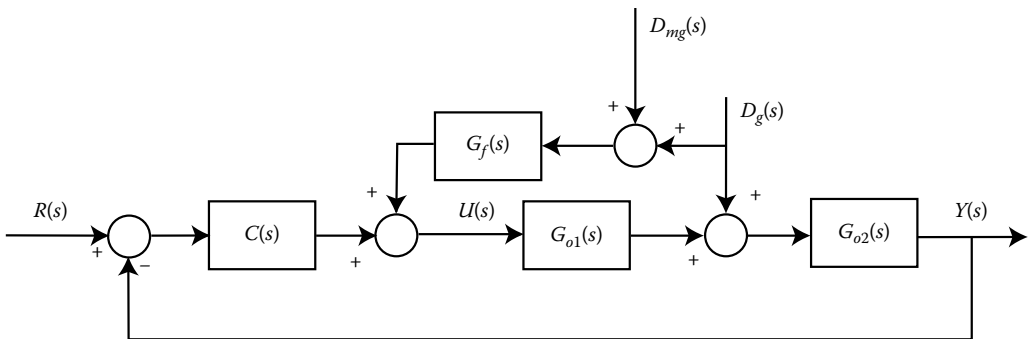 D_mg(s)
+
D_g(s)
+
G_f(s)
+
+
R(s)
U(s)
Y(s)
C(s)
G_o1(s)
G_o2(s)
+
−
+
+